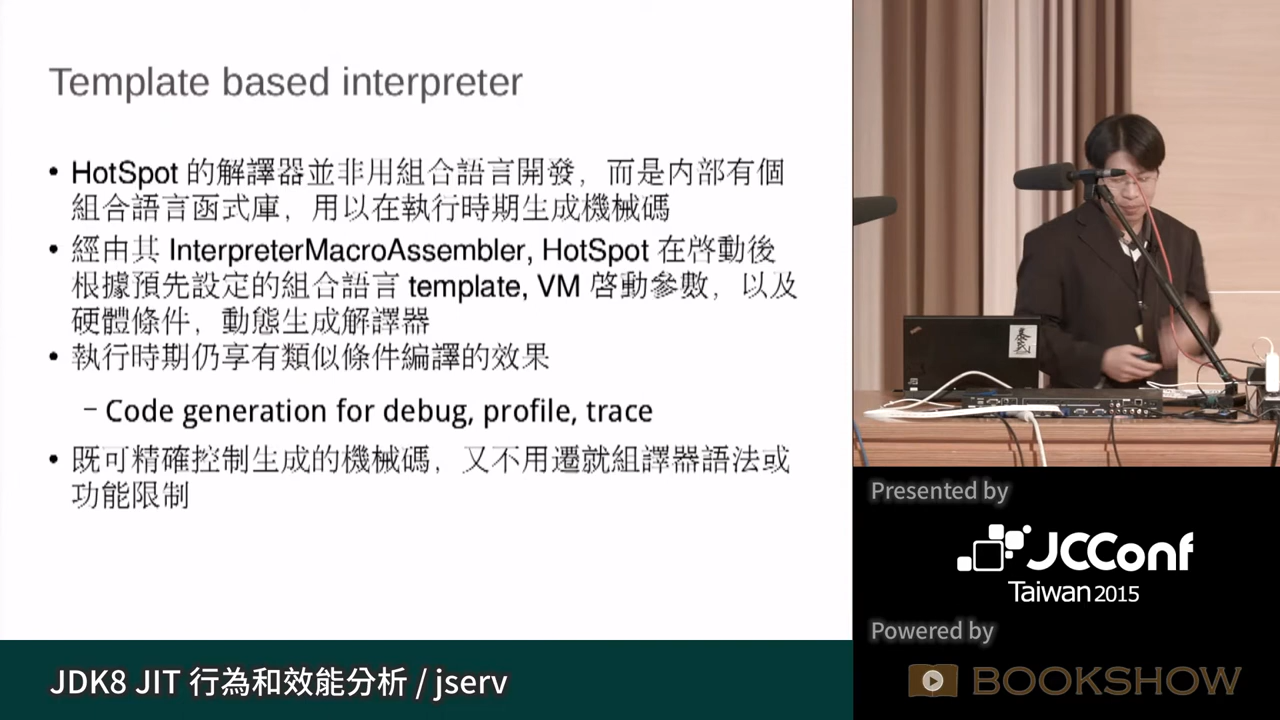 Template based interpreter
• HotSpot 的解譯器並非用組合語言開發，而是内部有個
組合語言函式庫，用以在執行時期生成機械碼
• 經由其 InterpreterMacroAssembler, HotSpot 在啓動後
根據預先設定的組合語言 template, VM 啓動參數，以及
硬體條件，動態生成解譯器
• 執行時期仍享有類似條件編譯的效果
– Code generation for debug, profile, trace
• 既可精確控制生成的機械碼，又不用遷就組譯器語法或
功能限制
JDK8 JIT 行為和效能分析 / jserv
Presented by
JCConf
Taiwan 2015
Powered by
BOOKSHOW